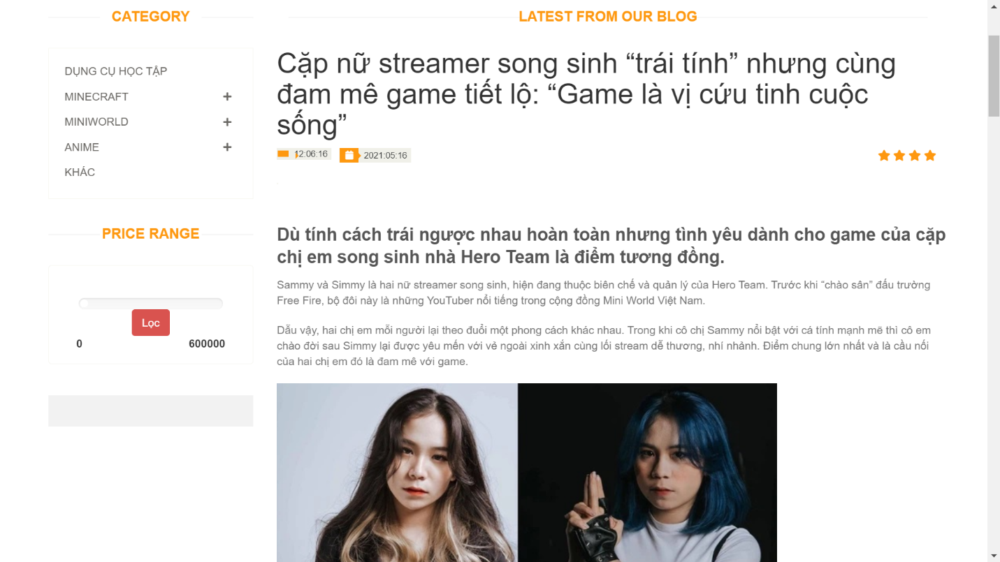 CATEGORY
DỤNG CỤ HỌC TẬP
MINECRAFT
MINIWORLD
ANIME
KHÁC
PRICE RANGE
Lọc
0 600000
LATEST FROM OUR BLOG
Cặp nữ streamer song sinh “trái tính” nhưng cùng
đam mê game tiết lộ: “Game là vị cứu tinh cuộc
sống”
12:06:16 2021:05:16
Dù tính cách trái ngược nhau hoàn toàn nhưng tình yêu dành cho game của cặp
chị em song sinh nhà Hero Team là điểm tương đồng.
Sammy và Simmy là hai nữ streamer song sinh, hiện đang thuộc biên chế và quản lý của Hero Team. Trước khi “chào sân” đấu trường
Free Fire, bộ đôi này là những YouTuber nổi tiếng trong cộng đồng Mini World Việt Nam.
Dẫu vậy, hai chị em mỗi người lại theo đuổi một phong cách khác nhau. Trong khi cô chị Sammy nổi bật với cá tính mạnh mẽ thì cô em
chào đời sau Simmy lại được yêu mến với vẻ ngoài xinh xắn cùng lối stream dễ thương, nhí nhảnh. Điểm chung lớn nhất và là cầu nối
của hai chị em đó là đam mê với game.